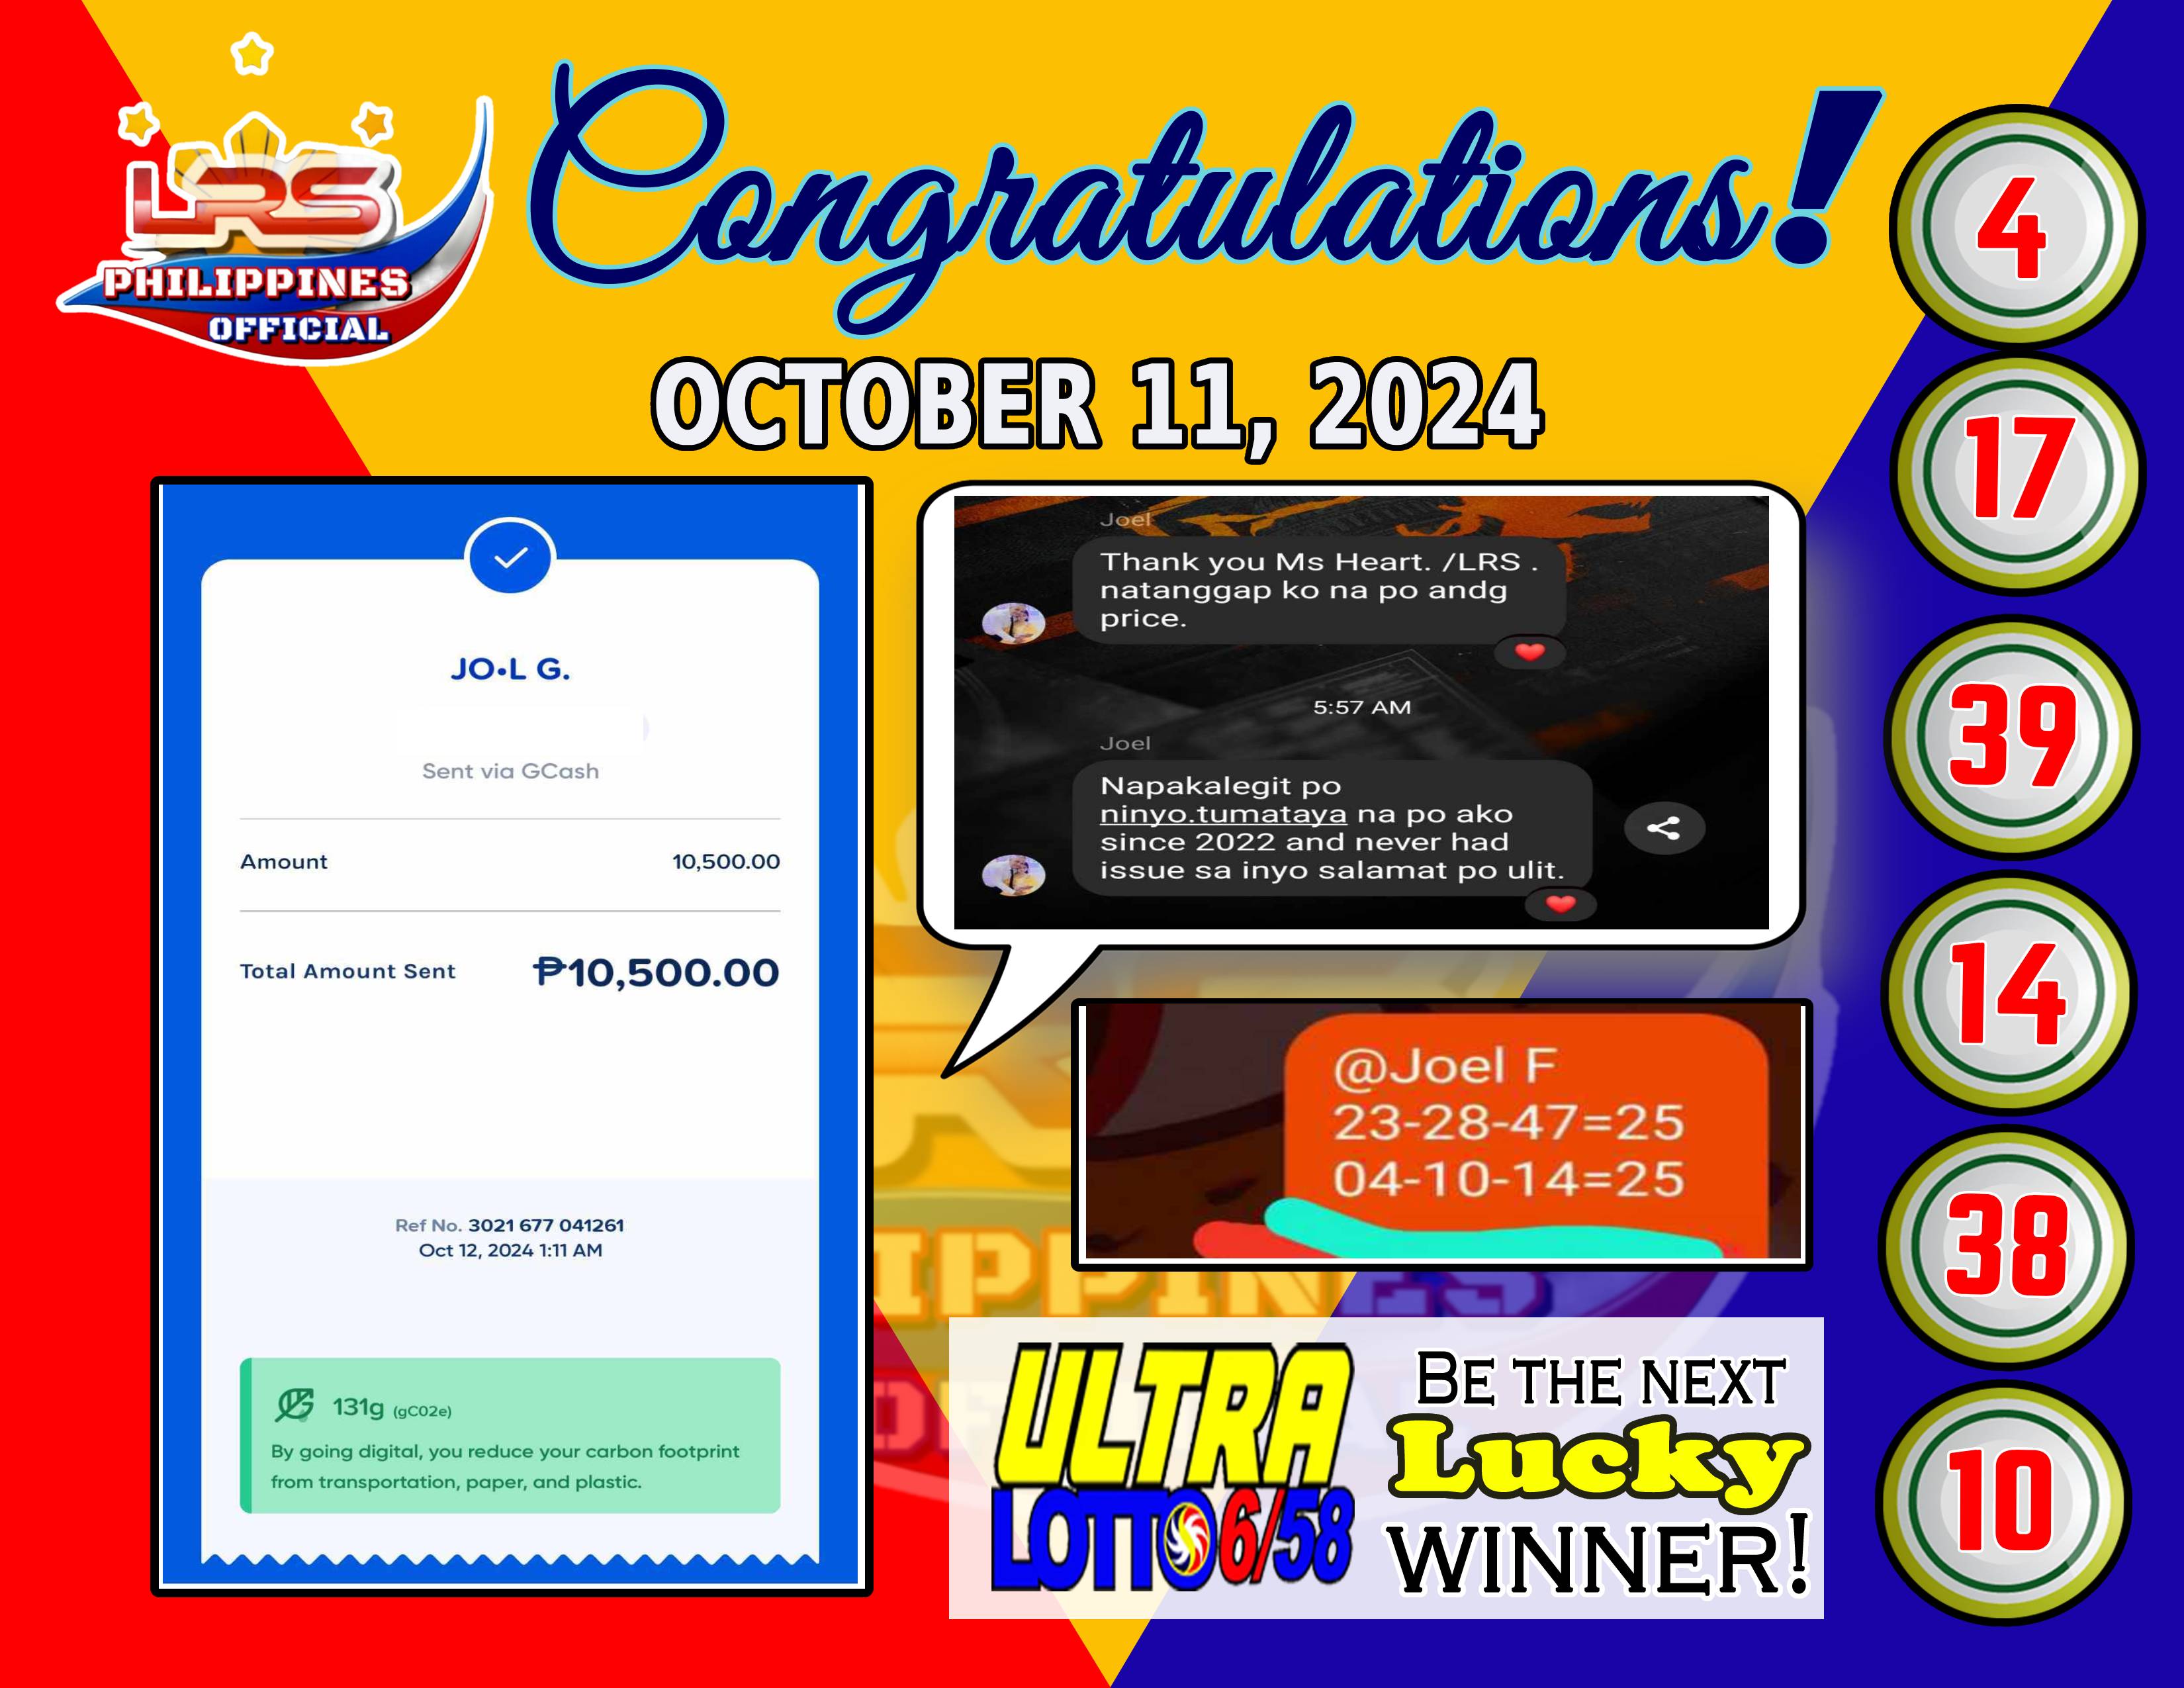 LRS
PHILIPPINES
OFFICIAL
Congratulations!
OCTOBER 11, 2024
JO•L G.
Sent via GCash
Amount 10,500.00
Total Amount Sent ₱10,500.00
Ref No. 3021 677 041261
Oct 12, 2024 1:11 AM
131g (gCO2e)
By going digital, you reduce your carbon footprint
from transportation, paper, and plastic.
Joel
Thank you Ms Heart. /LRS .
natanggap ko na po andg
price.
5:57 AM
Joel
Napakalegit po
ninyo.tumataya na po ako
since 2022 and never had
issue sa inyo salamat po ulit.
@Joel F
23-28-47=25
04-10-14=25
ULTRA
LOTTO 6/58
BE THE NEXT
Lucky
WINNER!
4
17
39
14
38
10